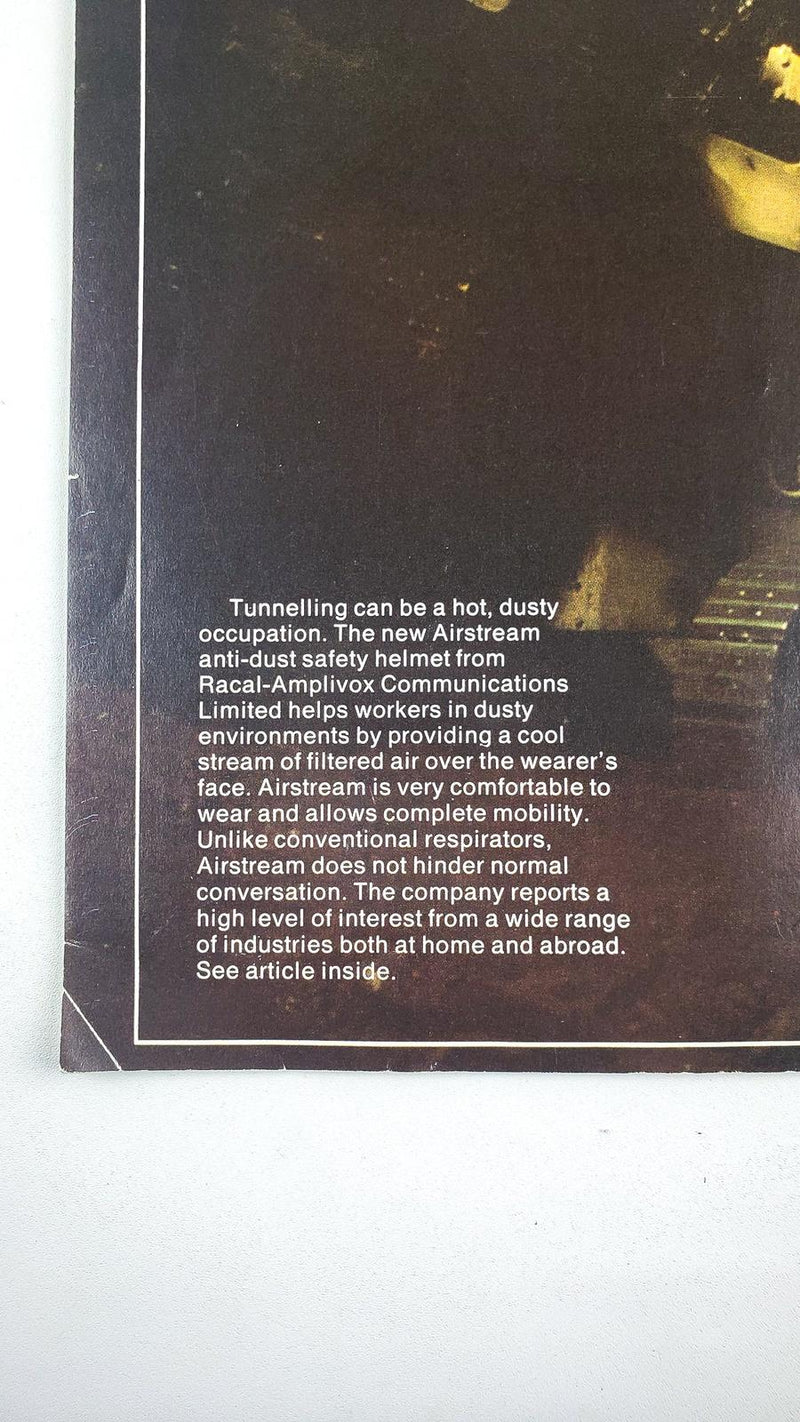 Tunnelling can be a hot, dusty
occupation. The new Airstream
anti-dust safety helmet from
Racal-Amplivox Communications
Limited helps workers in dusty
environments by providing a cool
stream of filtered air over the wearer's
face. Airstream is very comfortable to
wear and allows complete mobility.
Unlike conventional respirators,
Airstream does not hinder normal
conversation. The company reports a
high level of interest from a wide range
of industries both at home and abroad.
See article inside.